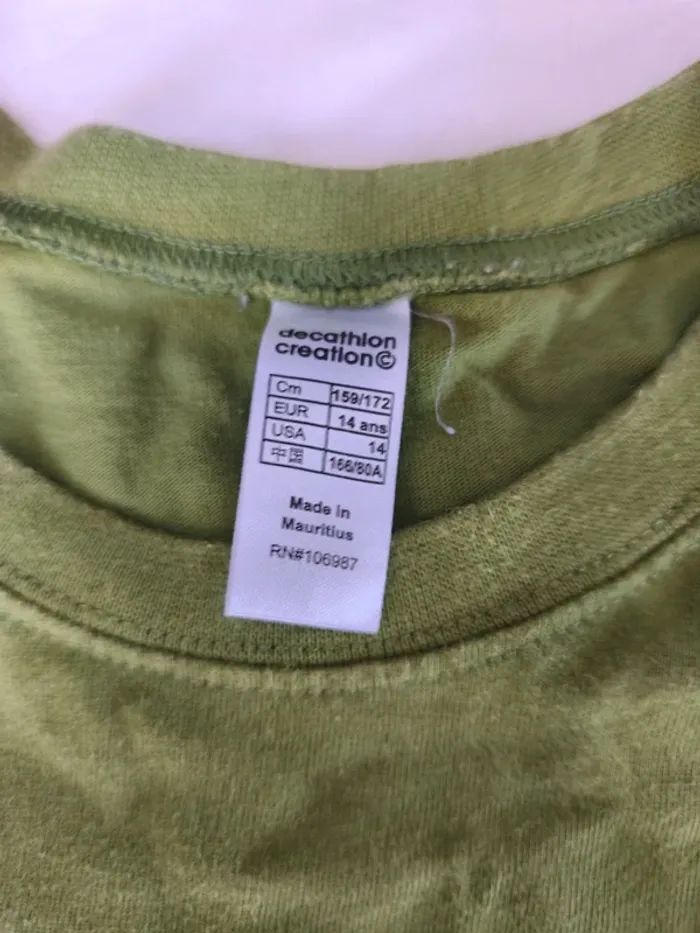 decathlon
creation©
Cm 159/172
EUR 14 ans
USA 14
中国 166/80A
Made in
Mauritius
RN#106987